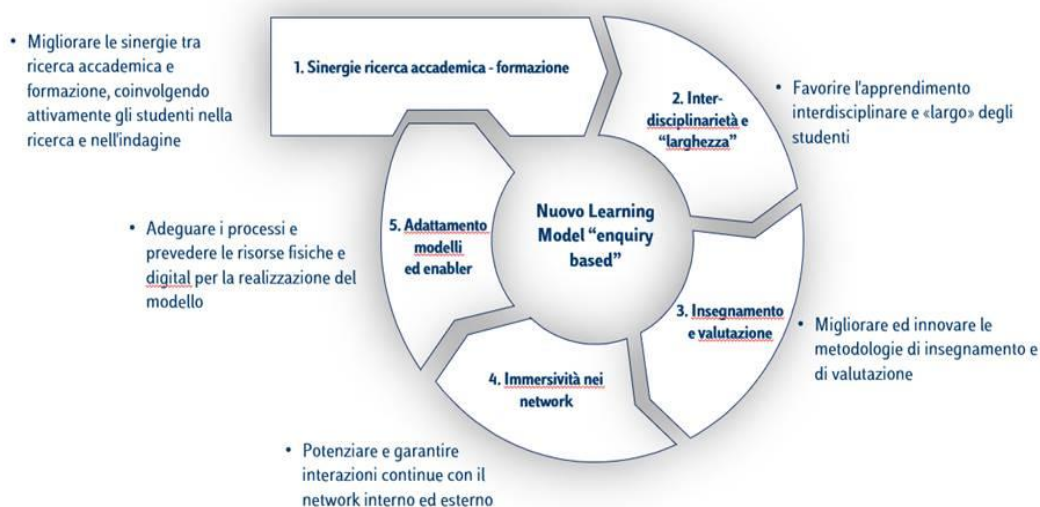 1. Sinergie ricerca accademica - formazione
• Migliorare le sinergie tra
ricerca accademica e
formazione, coinvolgendo
attivamente gli studenti nella
ricerca e nell'indagine
2. Inter-
disciplinarietà e
“larghezza”
• Favorire l'apprendimento
interdisciplinare e «largo» degli
studenti
Nuovo Learning
Model “enquiry
based”
3. Insegnamento
e valutazione
• Migliorare ed innovare le
metodologie di insegnamento e
di valutazione
4. Immersività nei
network
• Potenziare e garantire
interazioni continue con il
network interno ed esterno
5. Adattamento
modelli
ed enabler
• Adeguare i processi e
prevedere le risorse fisiche e
digital per la realizzazione del
modello